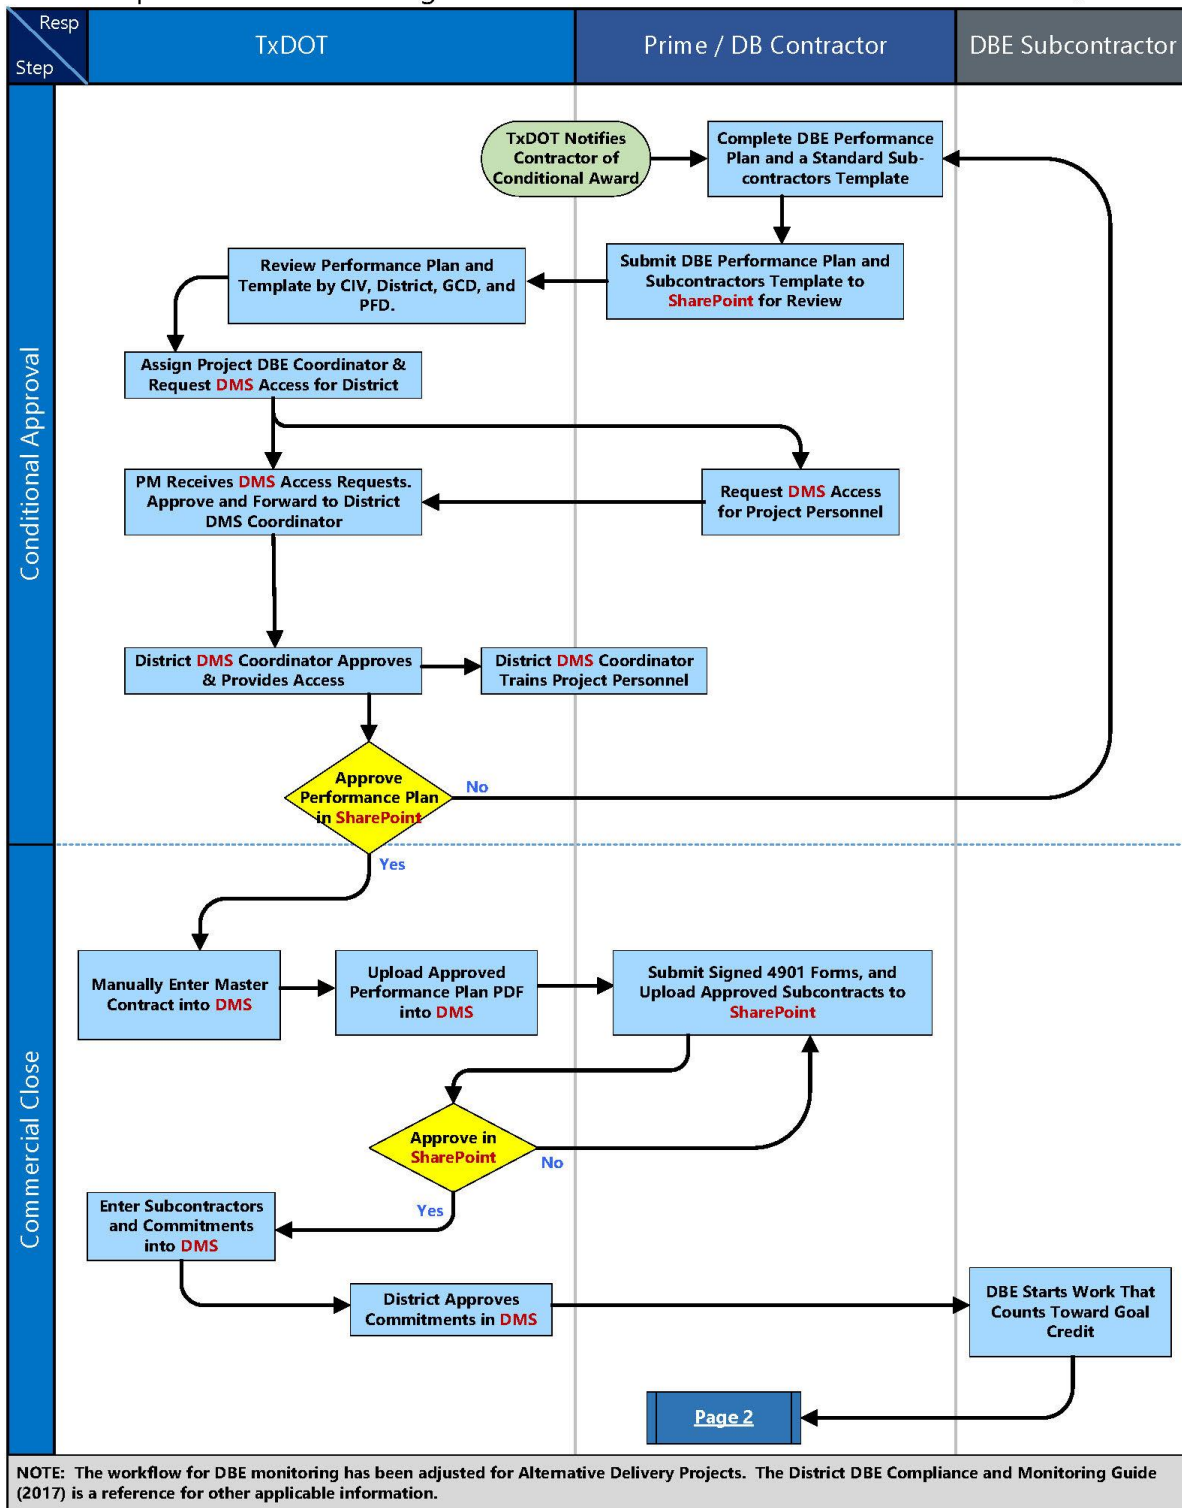 Resp
Step
TxDOT
Prime / DB Contractor
DBE Subcontractor
Conditional Approval
TxDOT Notifies
Contractor of
Conditional Award
Complete DBE Performance
Plan and a Standard Sub-
contractors Template
Submit DBE Performance Plan and
Subcontractors Template to
SharePoint for Review
Review Performance Plan and
Template by CIV, District, GCD, and
PFD.
Assign Project DBE Coordinator &
Request DMS Access for District
PM Receives DMS Access Requests.
Approve and Forward to District
DMS Coordinator
Request DMS Access
for Project Personnel
District DMS Coordinator Approves
& Provides Access
District DMS Coordinator
Trains Project Personnel
Approve
Performance Plan
in SharePoint
No
Yes
Commercial Close
Manually Enter Master
Contract into DMS
Upload Approved
Performance Plan PDF
into DMS
Submit Signed 4901 Forms, and
Upload Approved Subcontracts to
SharePoint
Approve in
SharePoint
No
Yes
Enter Subcontractors
and Commitments
into DMS
District Approves
Commitments in DMS
DBE Starts Work That
Counts Toward Goal
Credit
Page 2
NOTE:  The workflow for DBE monitoring has been adjusted for Alternative Delivery Projects.  The District DBE Compliance and Monitoring Guide
(2017) is a reference for other applicable information.